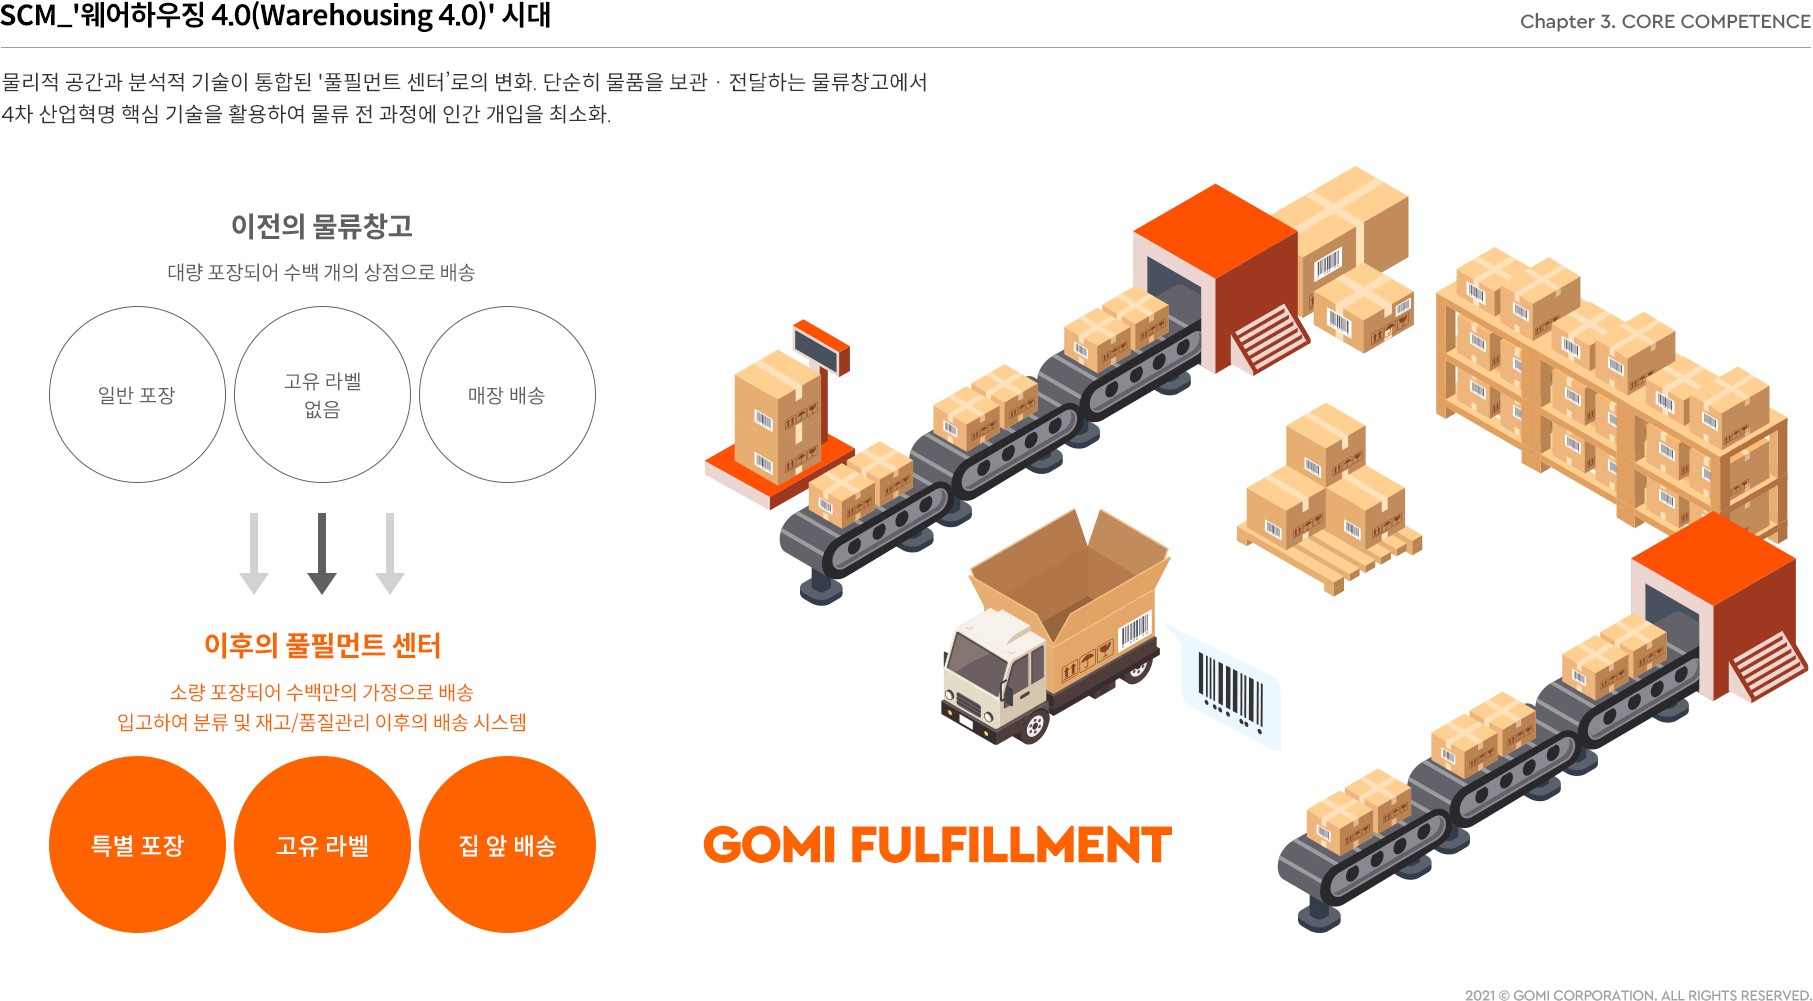 SCM_'웨어하우징 4.0(Warehousing 4.0)' 시대
Chapter 3. CORE COMPETENCE
물리적 공간과 분석적 기술이 통합된 '풀필먼트 센터'로의 변화. 단순히 물품을 보관 · 전달하는 물류창고에서
4차 산업혁명 핵심 기술을 활용하여 물류 전 과정에 인간 개입을 최소화.
이전의 물류창고
대량 포장되어 수백 개의 상점으로 배송
일반 포장
고유 라벨
없음
매장 배송
이후의 풀필먼트 센터
소량 포장되어 수백만의 가정으로 배송
입고하여 분류 및 재고/품질관리 이후의 배송 시스템
특별 포장
고유 라벨
집 앞 배송
GOMI FULFILLMENT
2021 © GOMI CORPORATION. ALL RIGHTS RESERVED.